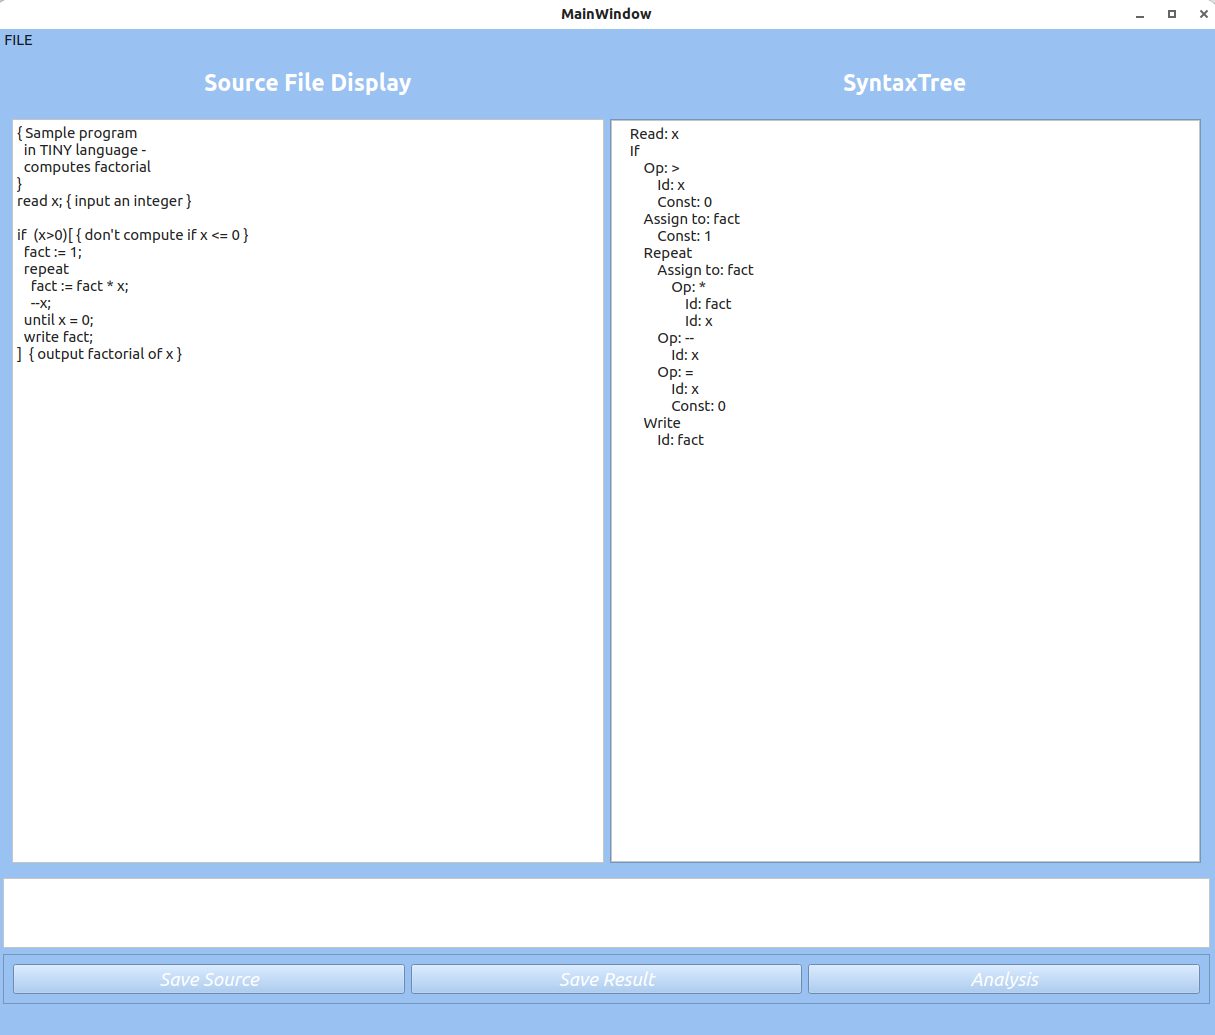 MainWindow
FILE
Source File Display
SyntaxTree
{ Sample program
in TINY language -
computes factorial
}
read x; { input an integer }
if (x>0)[ { don't compute if x <= 0 }
fact := 1;
repeat
fact := fact * x;
--x;
until x = 0;
write fact;
] { output factorial of x }
Read: x
If
Op: >
Id: x
Const: 0
Assign to: fact
Const: 1
Repeat
Assign to: fact
Op: *
Id: fact
Id: x
Op: --
Id: x
Op: =
Id: x
Const: 0
Write
Id: fact
Save Source
Save Result
Analysis